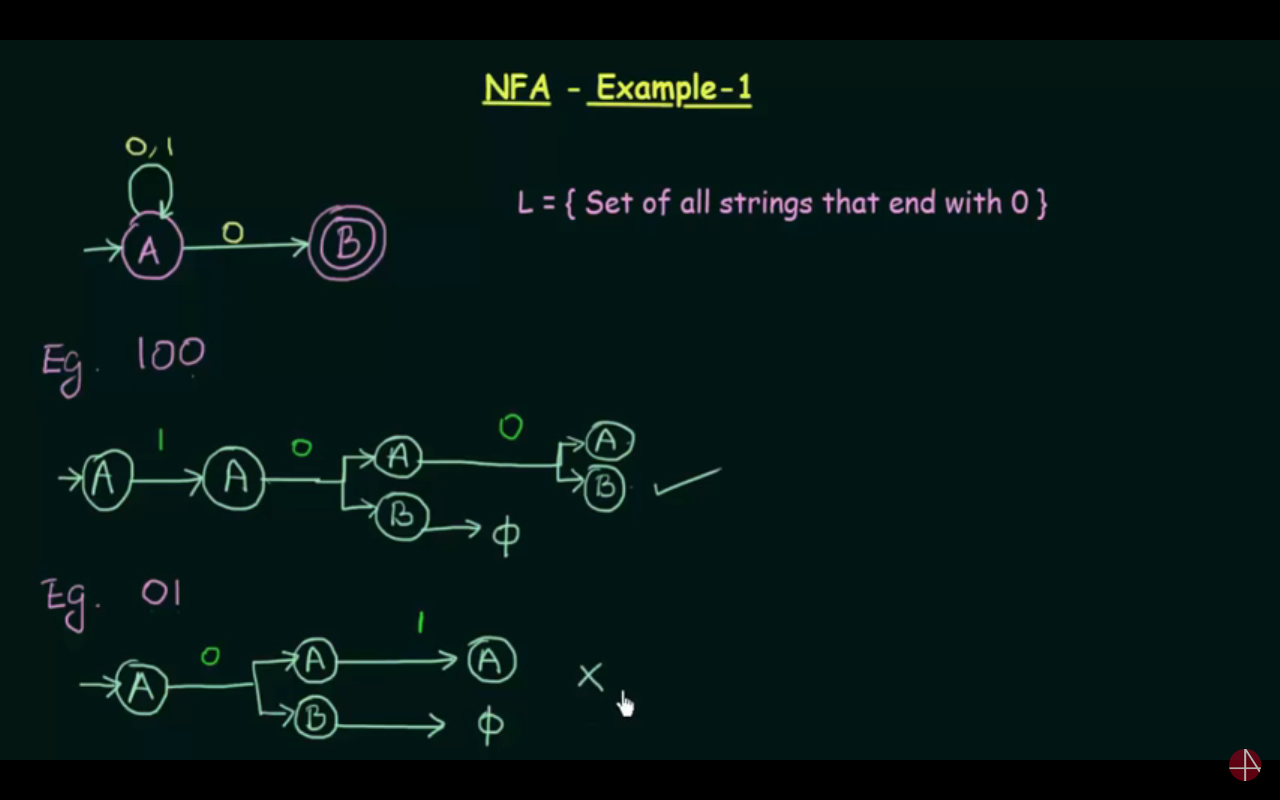 NFA - Example-1
0,1
L = { Set of all strings that end with 0 }
A 0 B
Eg. 100
1 0 0
A A A A
B B
ϕ
Eg. 01
0 1
A A A X
B ϕ